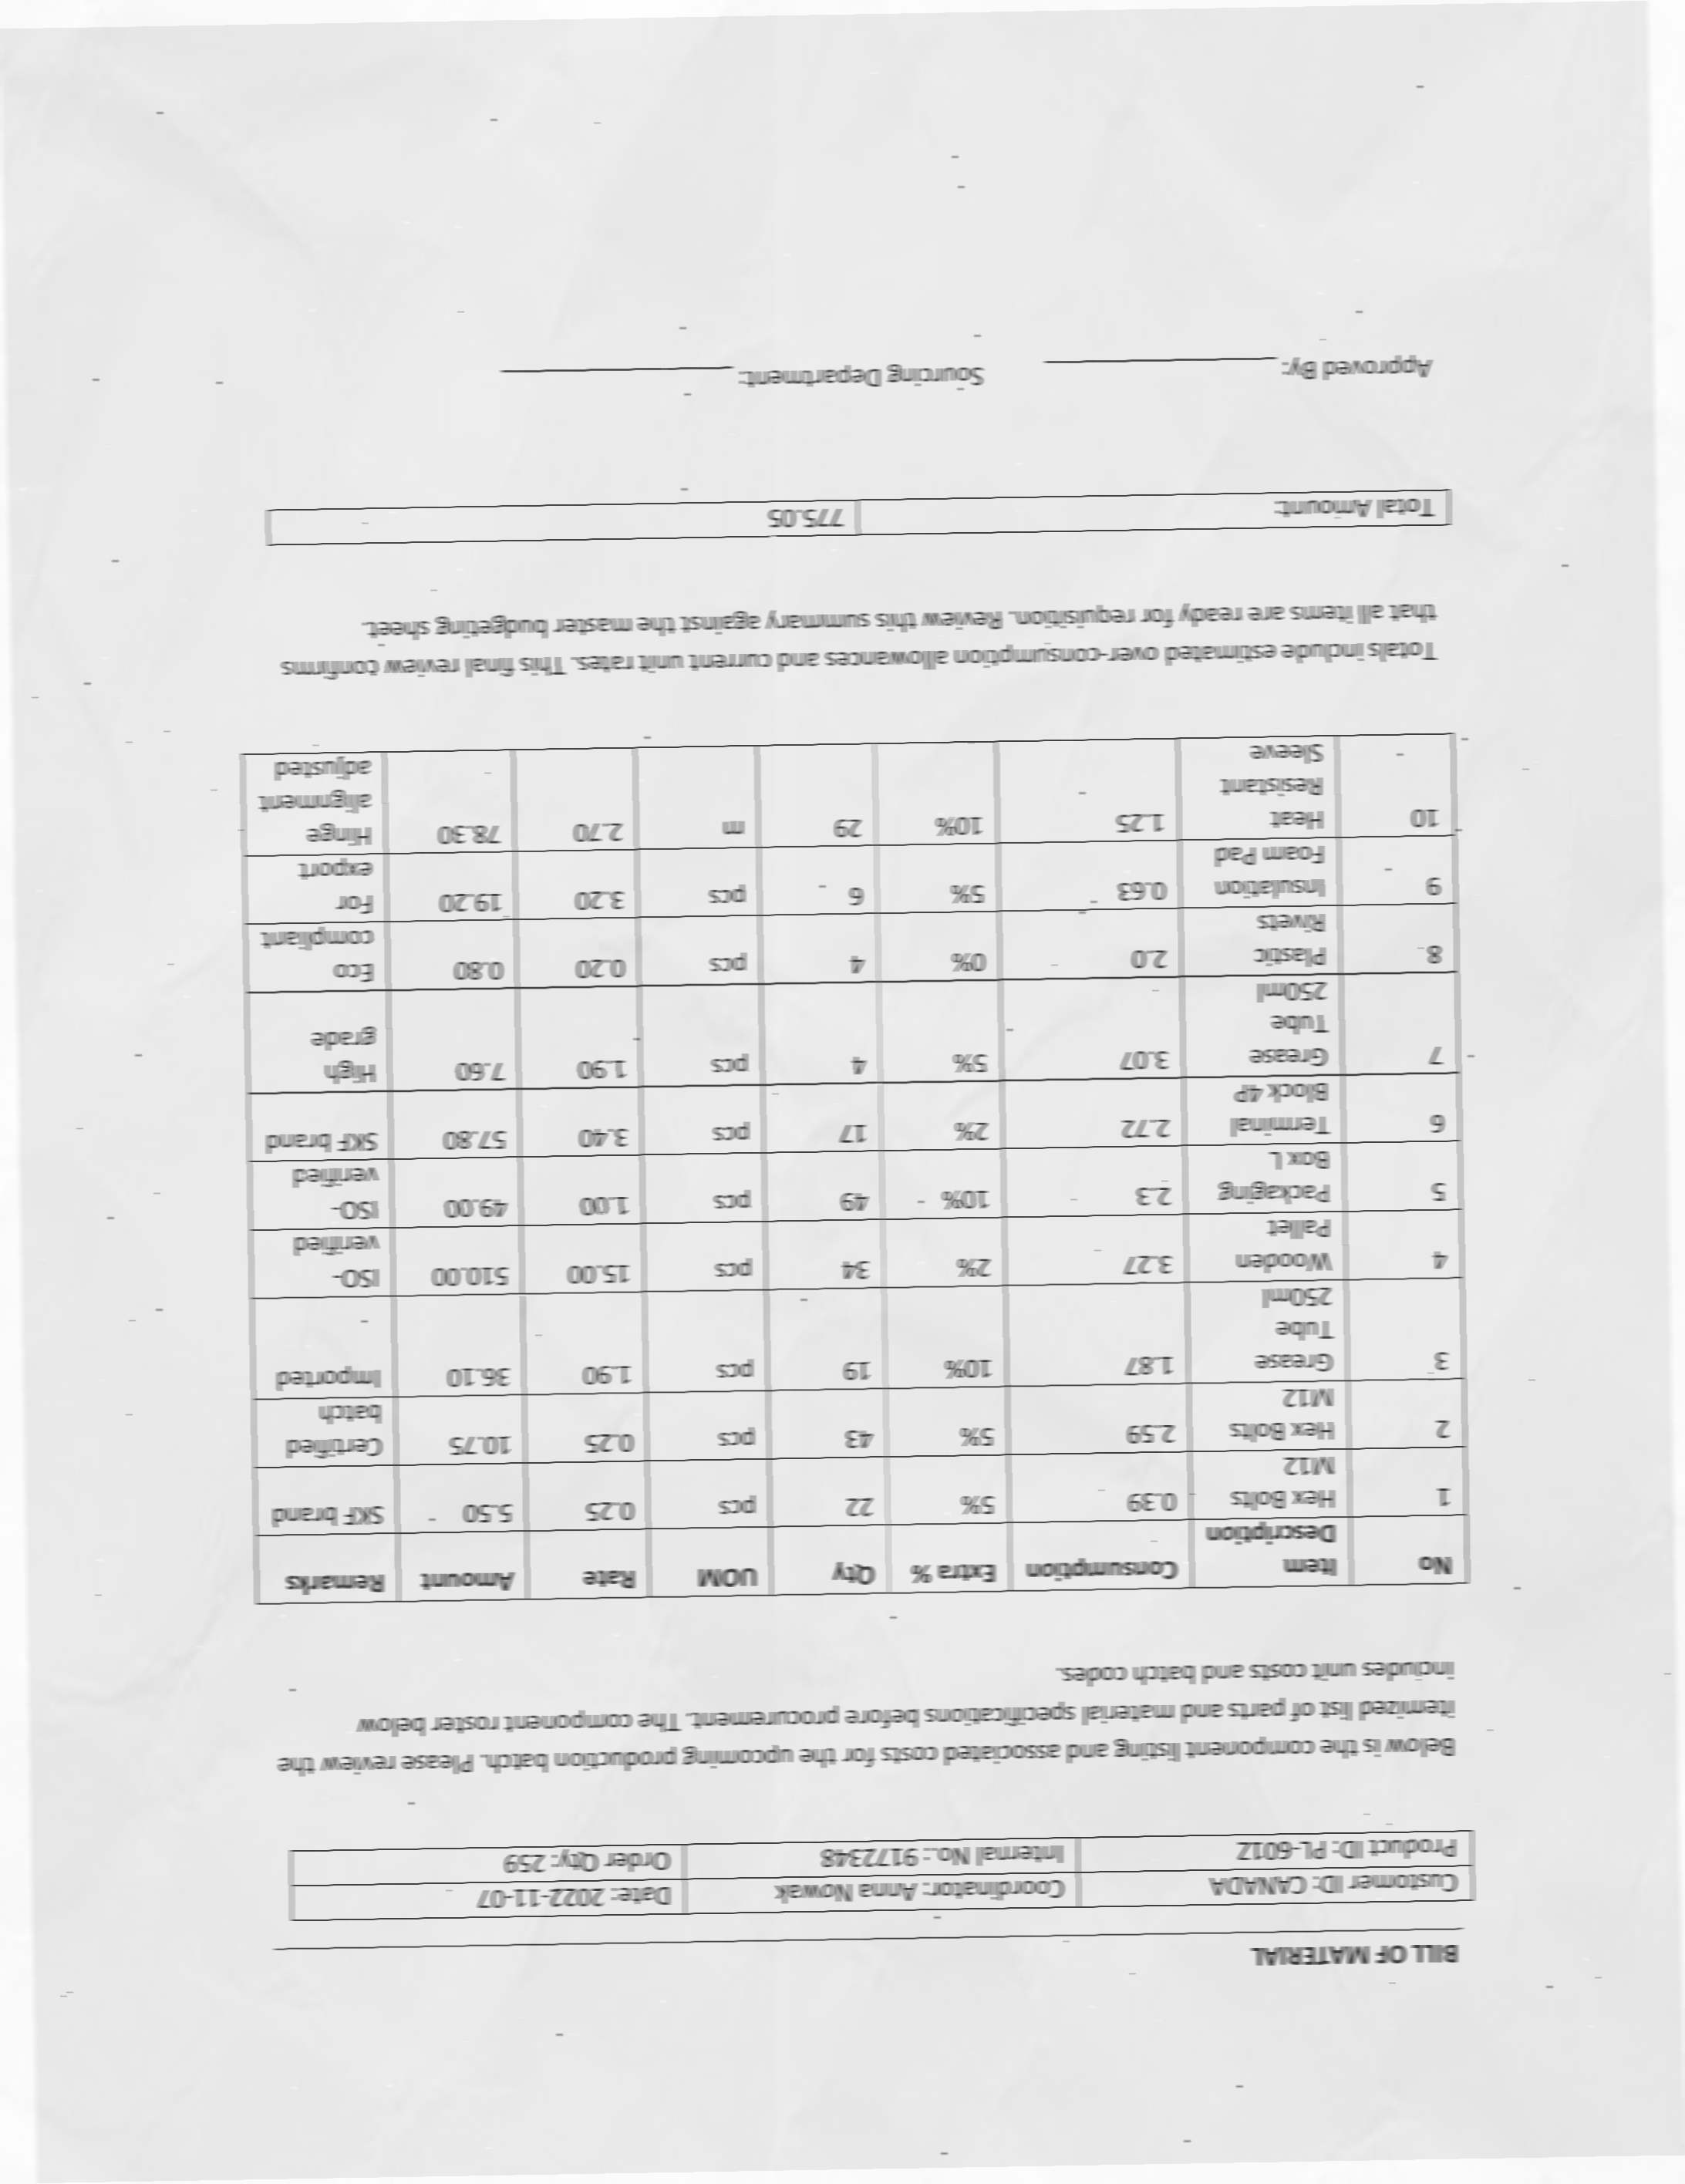 BILL OF MATERIAL
Customer ID: CANADA Coordinator: Anna Nowak Date: 2022-11-07
Product ID: PL-601Z Internal No.: 9172348 Order Qty: 259
Below is the component listing and associated costs for the upcoming production batch. Please review the
itemized list of parts and material specifications before procurement. The component roster below
includes unit costs and batch codes.
No Item Consumption Extra % Qty UOM Rate Amount Remarks
Description
1 Hex Bolts 0.39 5% 22 pcs 0.25 5.50 SKF brand
M12
2 Hex Bolts 2.59 5% 43 pcs 0.25 10.75 Certified
M12 batch
3 Grease 1.87 10% 19 pcs 1.90 36.10 Imported
Tube
250ml
4 Wooden 3.27 2% 34 pcs 15.00 510.00 ISO-
Pallet verified
5 Packaging 2.3 10% 49 pcs 1.00 49.00 ISO-
Box L verified
6 Terminal 2.72 2% 17 pcs 3.40 57.80 SKF brand
Block 4P
7 Grease 3.07 5% 4 pcs 1.90 7.60 High
Tube grade
250ml
8 Plastic 2.0 0% 4 pcs 0.20 0.80 Eco
Rivets compliant
9 Insulation 0.63 5% 6 pcs 3.20 19.20 For
Foam Pad export
10 Heat 1.25 10% 29 m 2.70 78.30 Hinge
Resistant alignment
Sleeve adjusted
Totals include estimated over-consumption allowances and current unit rates. This final review confirms
that all items are ready for requisition. Review this summary against the master budgeting sheet.
Total Amount: 775.05
Approved By: Sourcing Department: